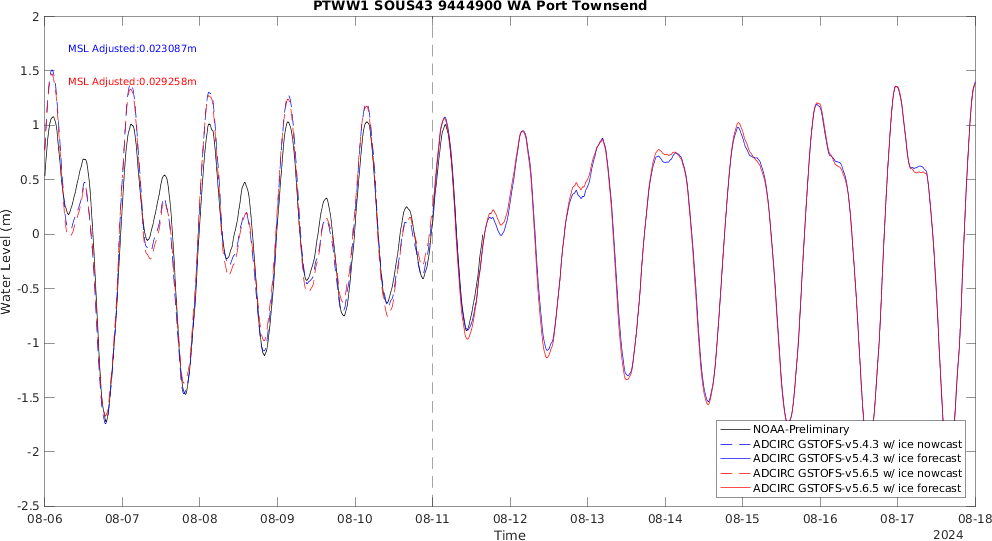 PTWW1 SOUS43 9444900 WA Port Townsend
MSL Adjusted:0.023087m
MSL Adjusted:0.029258m
Water Level (m)
2
1.5
1
0.5
0
-0.5
-1
-1.5
-2
-2.5
NOAA-Preliminary
ADCIRC GSTOFS-v5.4.3 w/ ice nowcast
ADCIRC GSTOFS-v5.4.3 w/ ice forecast
ADCIRC GSTOFS-v5.6.5 w/ ice nowcast
ADCIRC GSTOFS-v5.6.5 w/ ice forecast
08-06 08-07 08-08 08-09 08-10 08-11 08-12 08-13 08-14 08-15 08-16 08-17 08-18
Time
2024